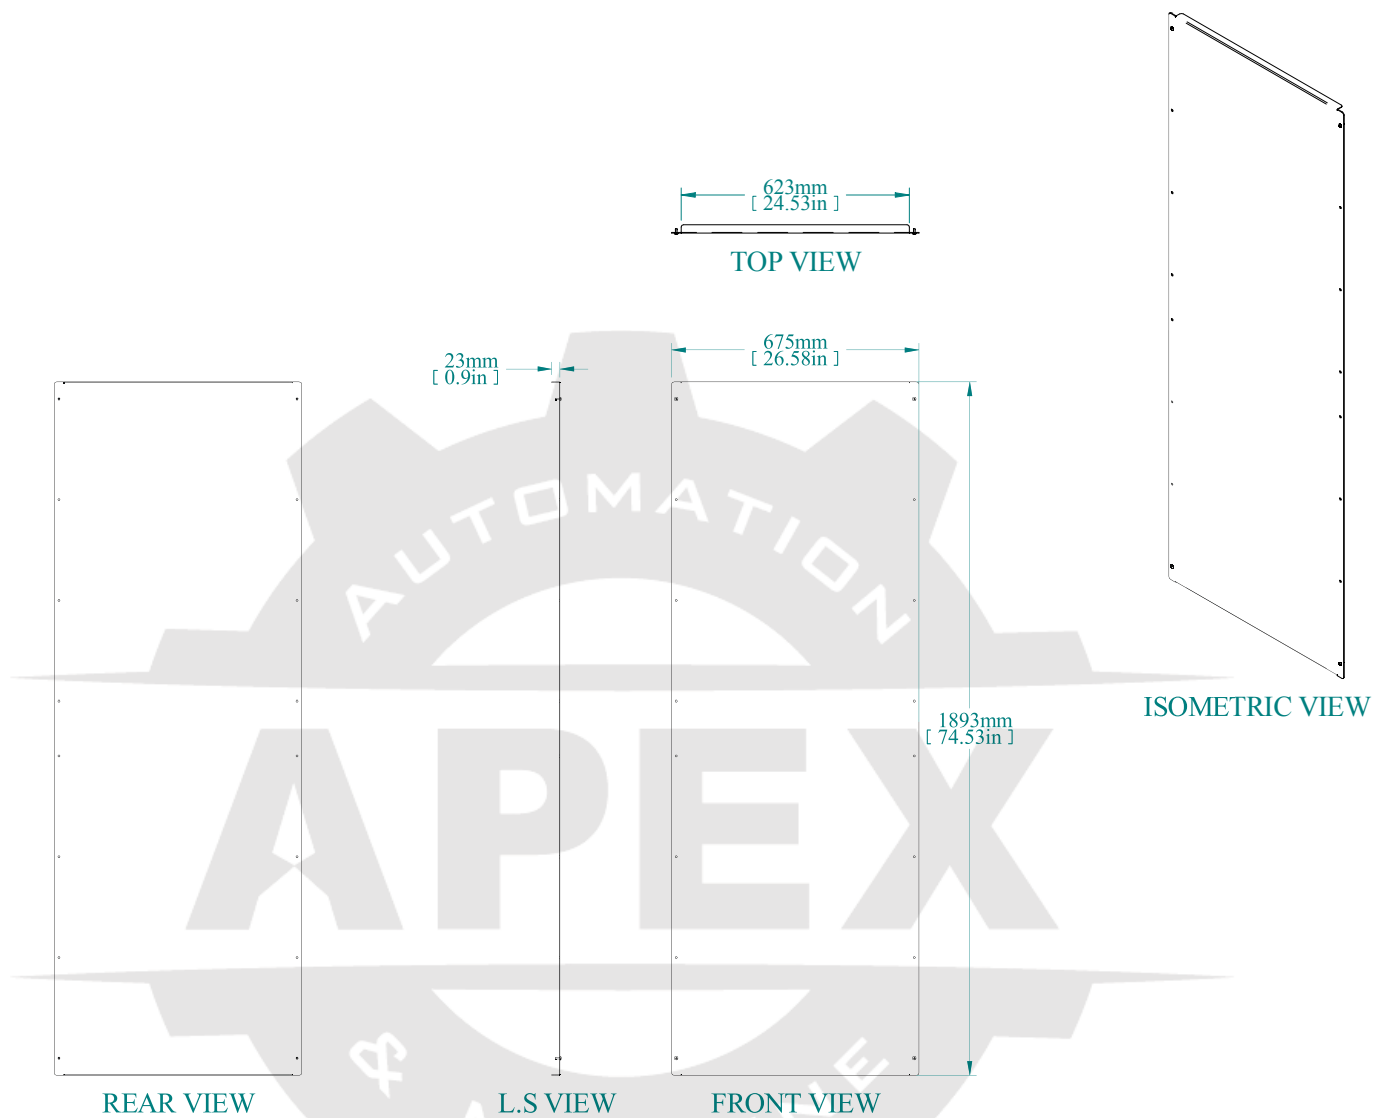 623mm
[ 24.53in ]
TOP VIEW
675mm
[ 26.58in ]
23mm
[ 0.9in ]
AUTOMATION
ISOMETRIC VIEW
1893mm
[ 74.53in ]
APEX
&
REAR VIEW
L.S VIEW
FRONT VIEW